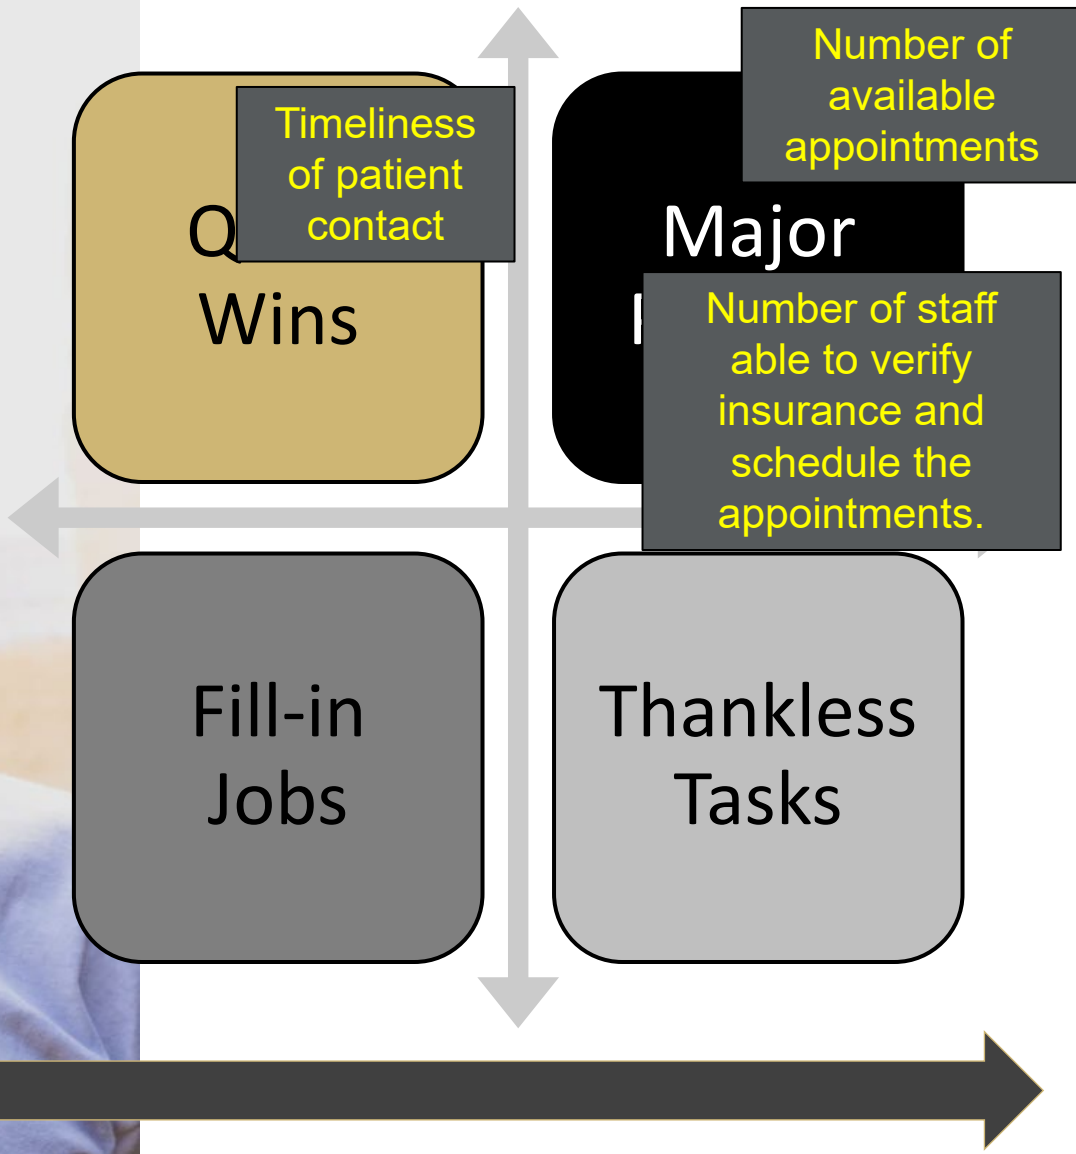 Timeliness
of patient
contact
Wins
Number of
available
appointments
Major
Number of staff
able to verify
insurance and
schedule the
appointments.
Fill-in
Jobs
Thankless
Tasks